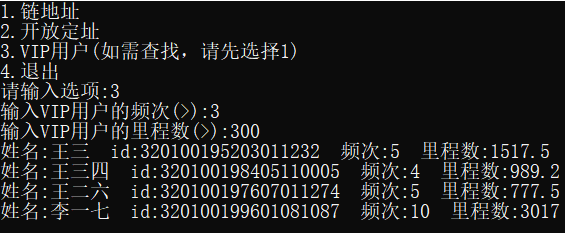 1.链地址
2.开放定址
3.VIP用户(如需查找，请先选择1)
4.退出
请输入选项:3
输入VIP用户的频次(>):3
输入VIP用户的里程数(>):300
姓名:王三 id:320100195203011232 频次:5 里程数:1517.5
姓名:王三四 id:320100198405110005 频次:4 里程数:989.2
姓名:王二六 id:320100197607011274 频次:5 里程数:777.5
姓名:李一七 id:320100199601081087 频次:10 里程数:3017